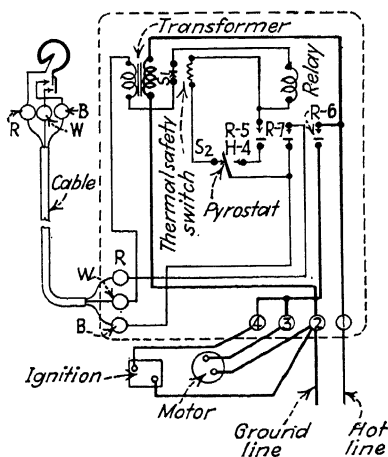 Transformer
S1
Relay
R
W
B
R-6
R-5
R-7
H-4
S2
Thermal safety
switch
Pyrostat
Cable
R
W
B
4
3
2
Ignition
Motor
Ground
line
Hot
line